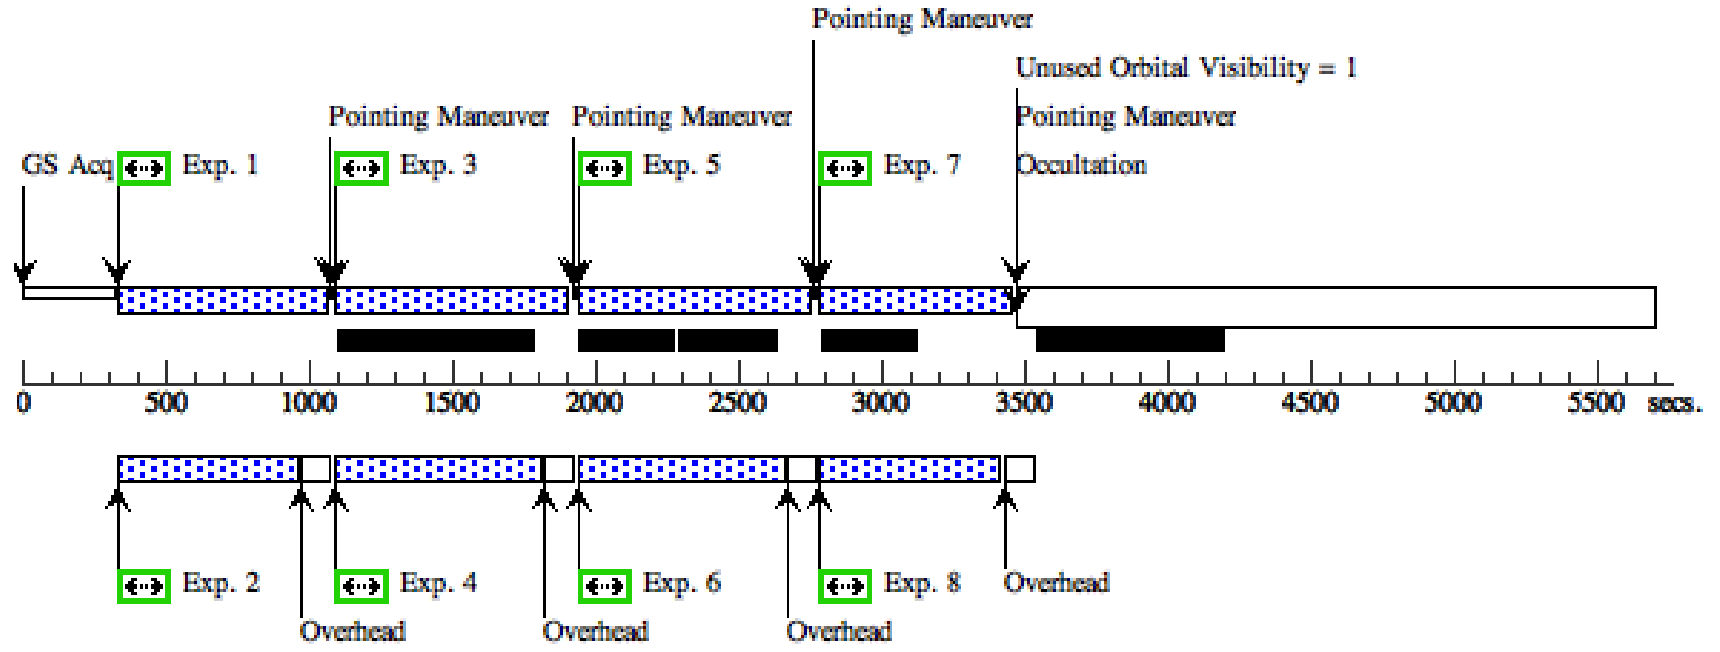 Pointing Maneuver
Unused Orbital Visibility = 1
Pointing Maneuver Pointing Maneuver Pointing Maneuver
GS Acq Exp. 1 Exp. 3 Exp. 5 Exp. 7 Occultation
0 500 1000 1500 2000 2500 3000 3500 4000 4500 5000 5500 secs.
Exp. 2 Exp. 4 Exp. 6 Exp. 8 Overhead
Overhead Overhead Overhead